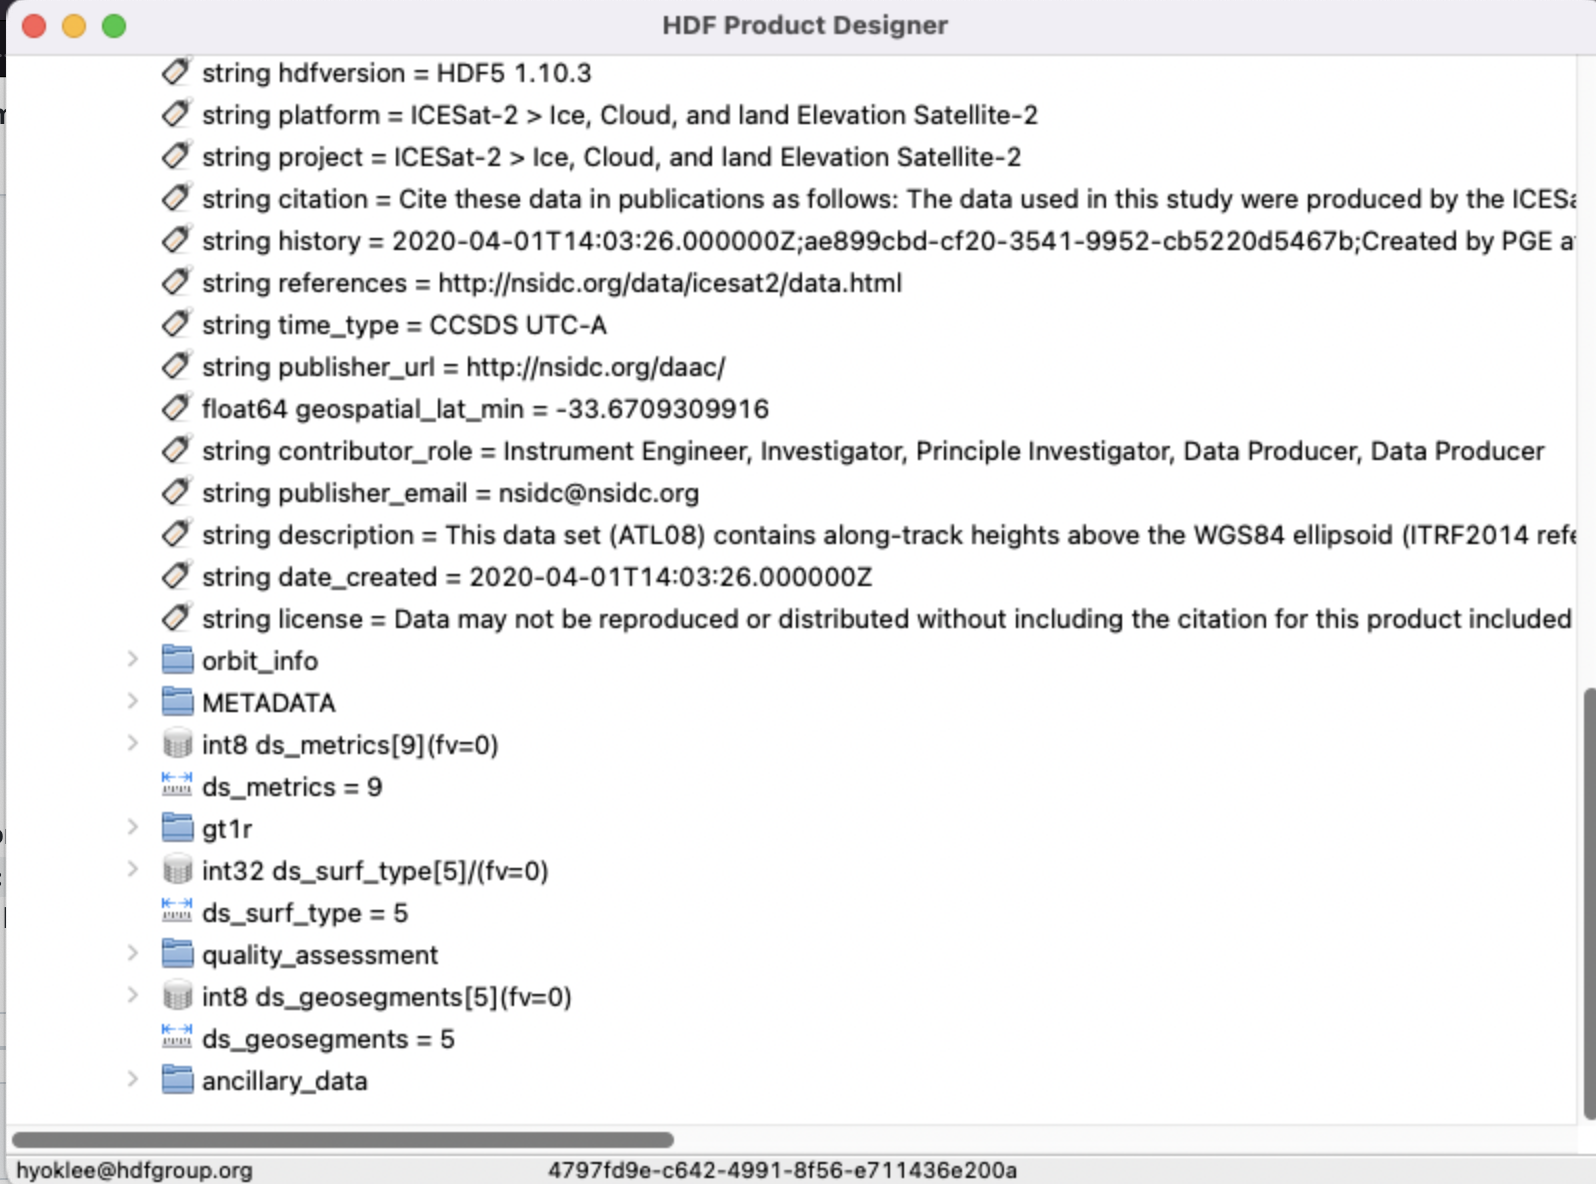 HDF Product Designer
string hdfversion = HDF5 1.10.3
string platform = ICESat-2 > Ice, Cloud, and land Elevation Satellite-2
string project = ICESat-2 > Ice, Cloud, and land Elevation Satellite-2
string citation = Cite these data in publications as follows: The data used in this study were produced by the ICESa
string history = 2020-04-01T14:03:26.000000Z;ae899cbd-cf20-3541-9952-cb5220d5467b;Created by PGE a
string references = http://nsidc.org/data/icesat2/data.html
string time_type = CCSDS UTC-A
string publisher_url = http://nsidc.org/daac/
float64 geospatial_lat_min = -33.6709309916
string contributor_role = Instrument Engineer, Investigator, Principle Investigator, Data Producer, Data Producer
string publisher_email = nsidc@nsidc.org
string description = This data set (ATL08) contains along-track heights above the WGS84 ellipsoid (ITRF2014 refe
string date_created = 2020-04-01T14:03:26.000000Z
string license = Data may not be reproduced or distributed without including the citation for this product included
orbit_info
METADATA
int8 ds_metrics[9](fv=0)
ds_metrics = 9
gt1r
int32 ds_surf_type[5]/(fv=0)
ds_surf_type = 5
quality_assessment
int8 ds_geosegments[5](fv=0)
ds_geosegments = 5
ancillary_data
hyoklee@hdfgroup.org 4797fd9e-c642-4991-8f56-e711436e200a